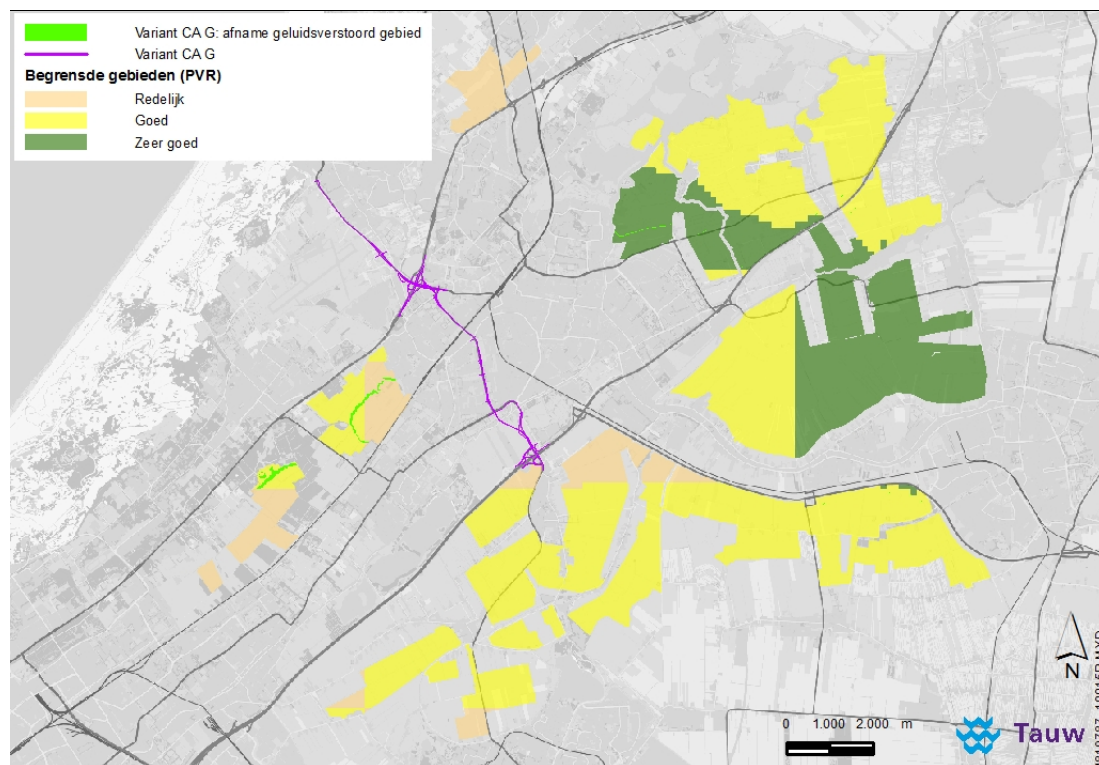 Variant CA G: afname geluidsverstoord gebied
Variant CA G
Begrensde gebieden (PVR)
Redelijk
Goed
Zeer goed
N
0 1.000 2.000 m
Tauw